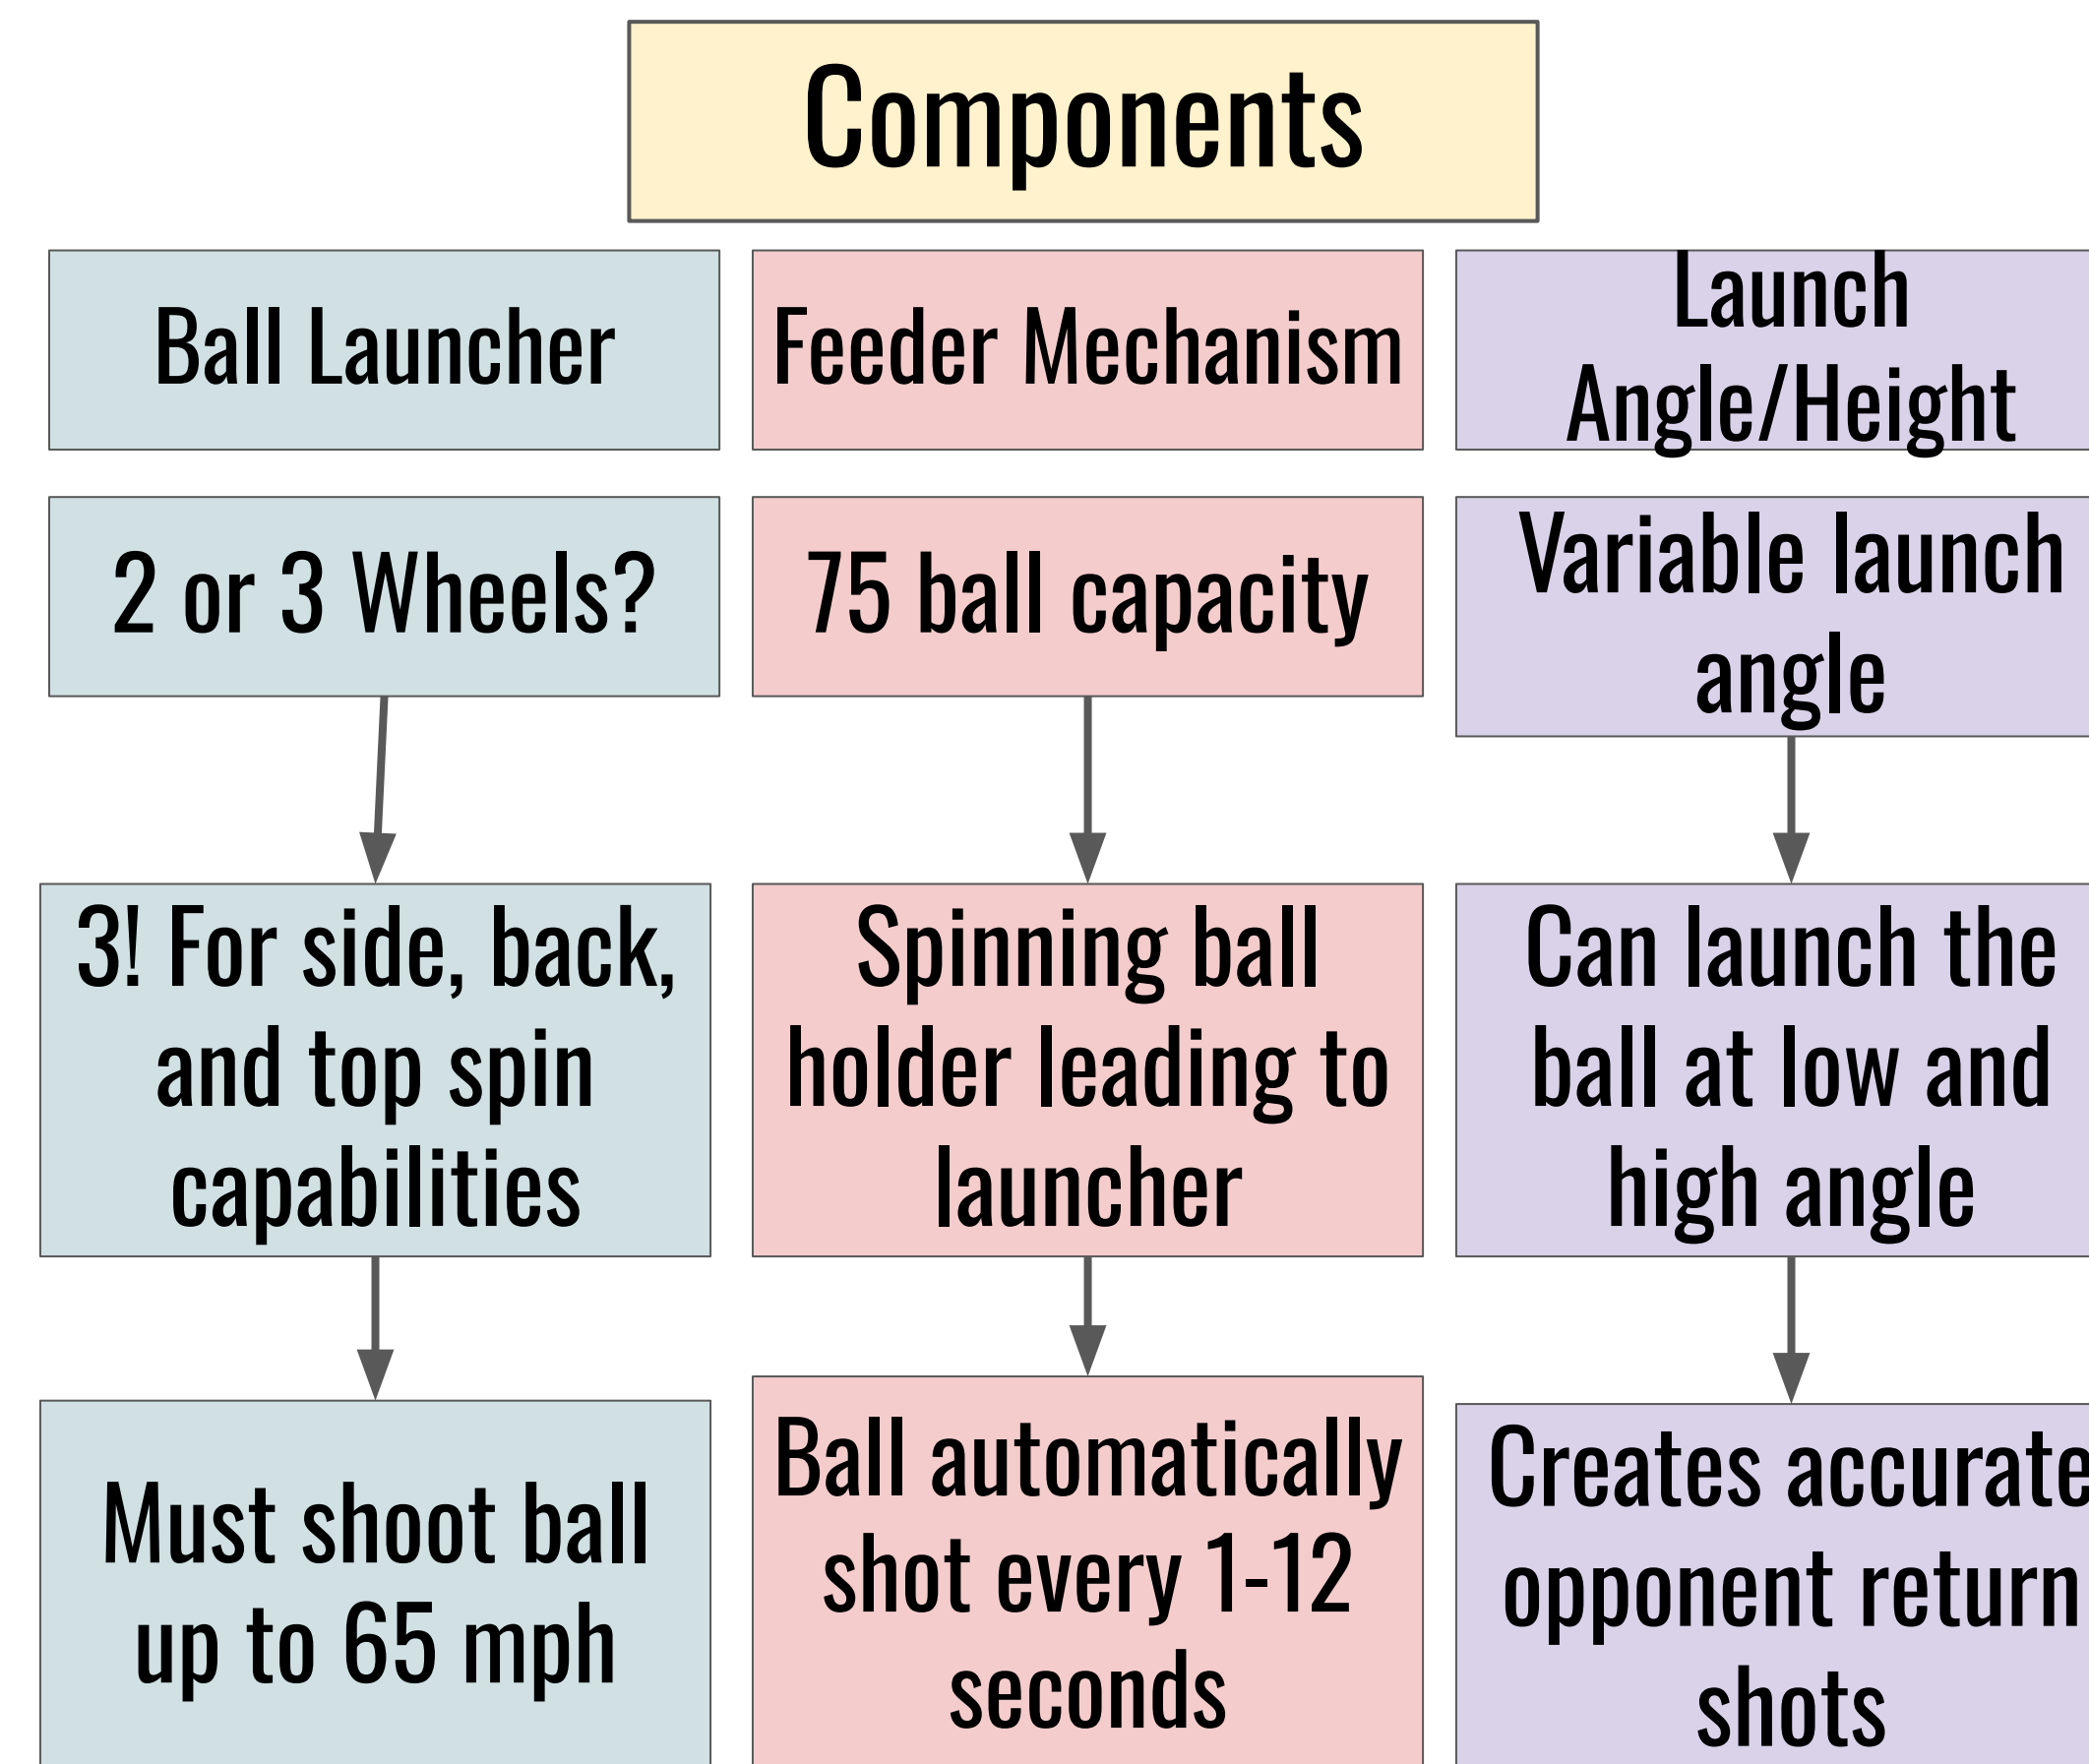 Components
Ball Launcher
2 or 3 Wheels?
3! For side, back,
and top spin
capabilities
Must shoot ball
up to 65 mph
Feeder Mechanism
75 ball capacity
Spinning ball
holder leading to
launcher
Ball automatically
shot every 1-12
seconds
Launch
Angle/Height
Variable launch
angle
Can launch the
ball at low and
high angle
Creates accurate
opponent return
shots